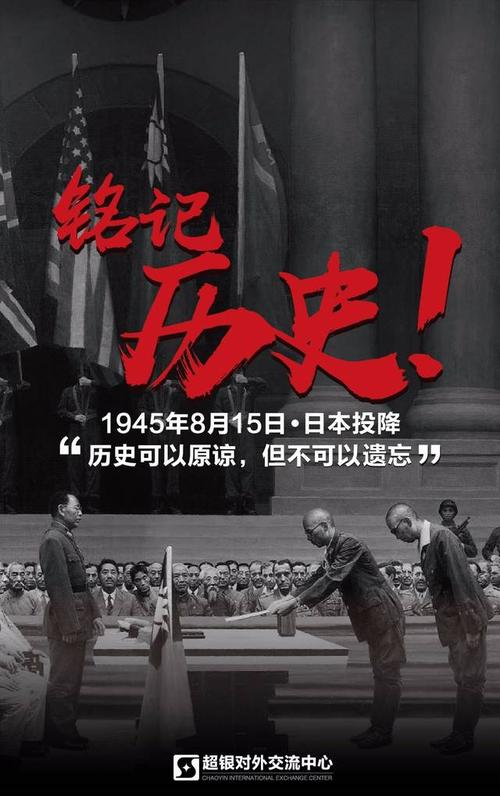 铭记
历史!
1945年8月15日·日本投降
“历史可以原谅，但不可以遗忘”
超银对外交流中心
CHAOYIN INTERNATIONAL EXCHANGE CENTER